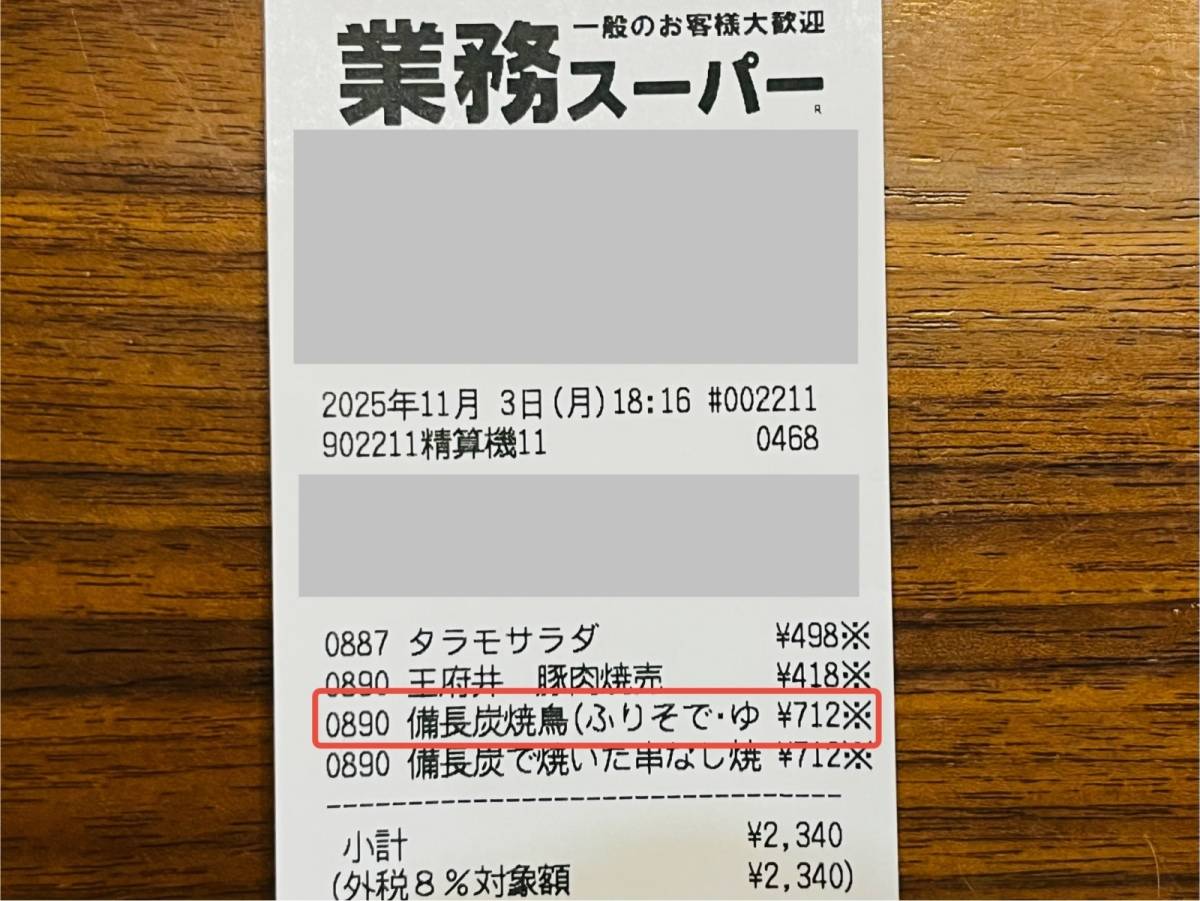 一般のお客様大歓迎
業務スーパー
R
2025年11月 3日(月)18:16 #002211
902211精算機11 0468
0887 タラモサラダ ¥498※
0890 王府井 豚肉焼売 ¥418※
0890 備長炭焼鳥(ふりそで･ゆ ¥712※
0890 備長炭で焼いた串なし焼 ¥712※
小計 ¥2,340
(外税8%対象額 ¥2,340)